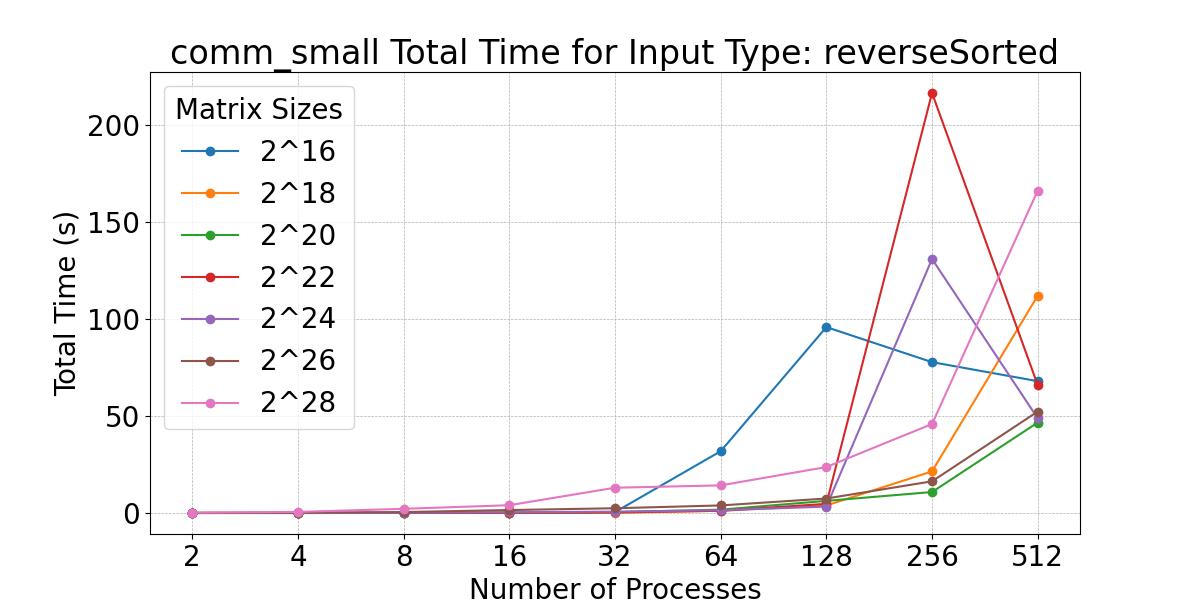 comm_small Total Time for Input Type: reverseSorted
Matrix Sizes
2^16
2^18
2^20
2^22
2^24
2^26
2^28
Total Time (s)
200
150
100
50
0
2 4 8 16 32 64 128 256 512
Number of Processes